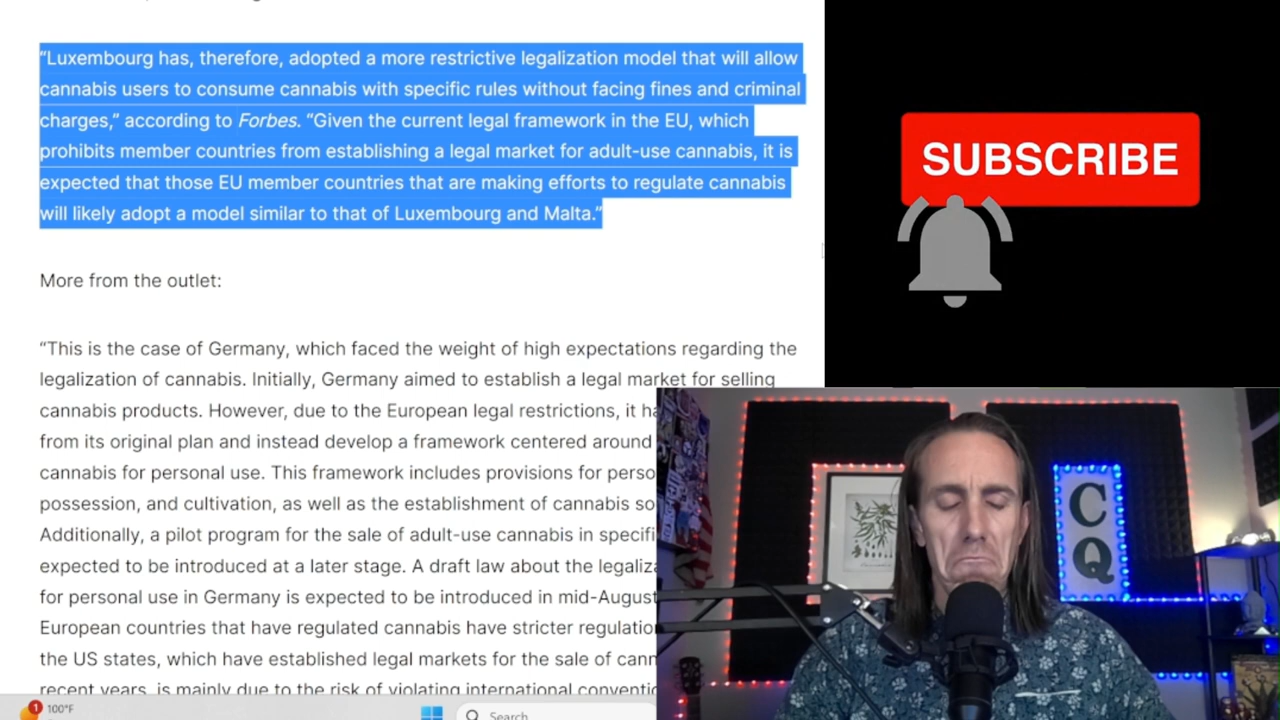 “Luxembourg has, therefore, adopted a more restrictive legalization model that will allow
cannabis users to consume cannabis with specific rules without facing fines and criminal
charges,” according to Forbes. “Given the current legal framework in the EU, which
prohibits member countries from establishing a legal market for adult-use cannabis, it is
expected that those EU member countries that are making efforts to regulate cannabis
will likely adopt a model similar to that of Luxembourg and Malta.”
More from the outlet:
“This is the case of Germany, which faced the weight of high expectations regarding the
legalization of cannabis. Initially, Germany aimed to establish a legal market for selling
cannabis products. However, due to the European legal restrictions, it
from its original plan and instead develop a framework centered around
cannabis for personal use. This framework includes provisions for
possession, and cultivation, as well as the establishment of cannabis
Additionally, a pilot program for the sale of adult-use cannabis in
expected to be introduced at a later stage. A draft law about the
for personal use in Germany is expected to be introduced in mid-August
European countries that have regulated cannabis have stricter
the US states, which have established legal markets for the sale of
recent years, is mainly due to the risk of violating international
SUBSCRIBE
C
Q
1
100°F
Search